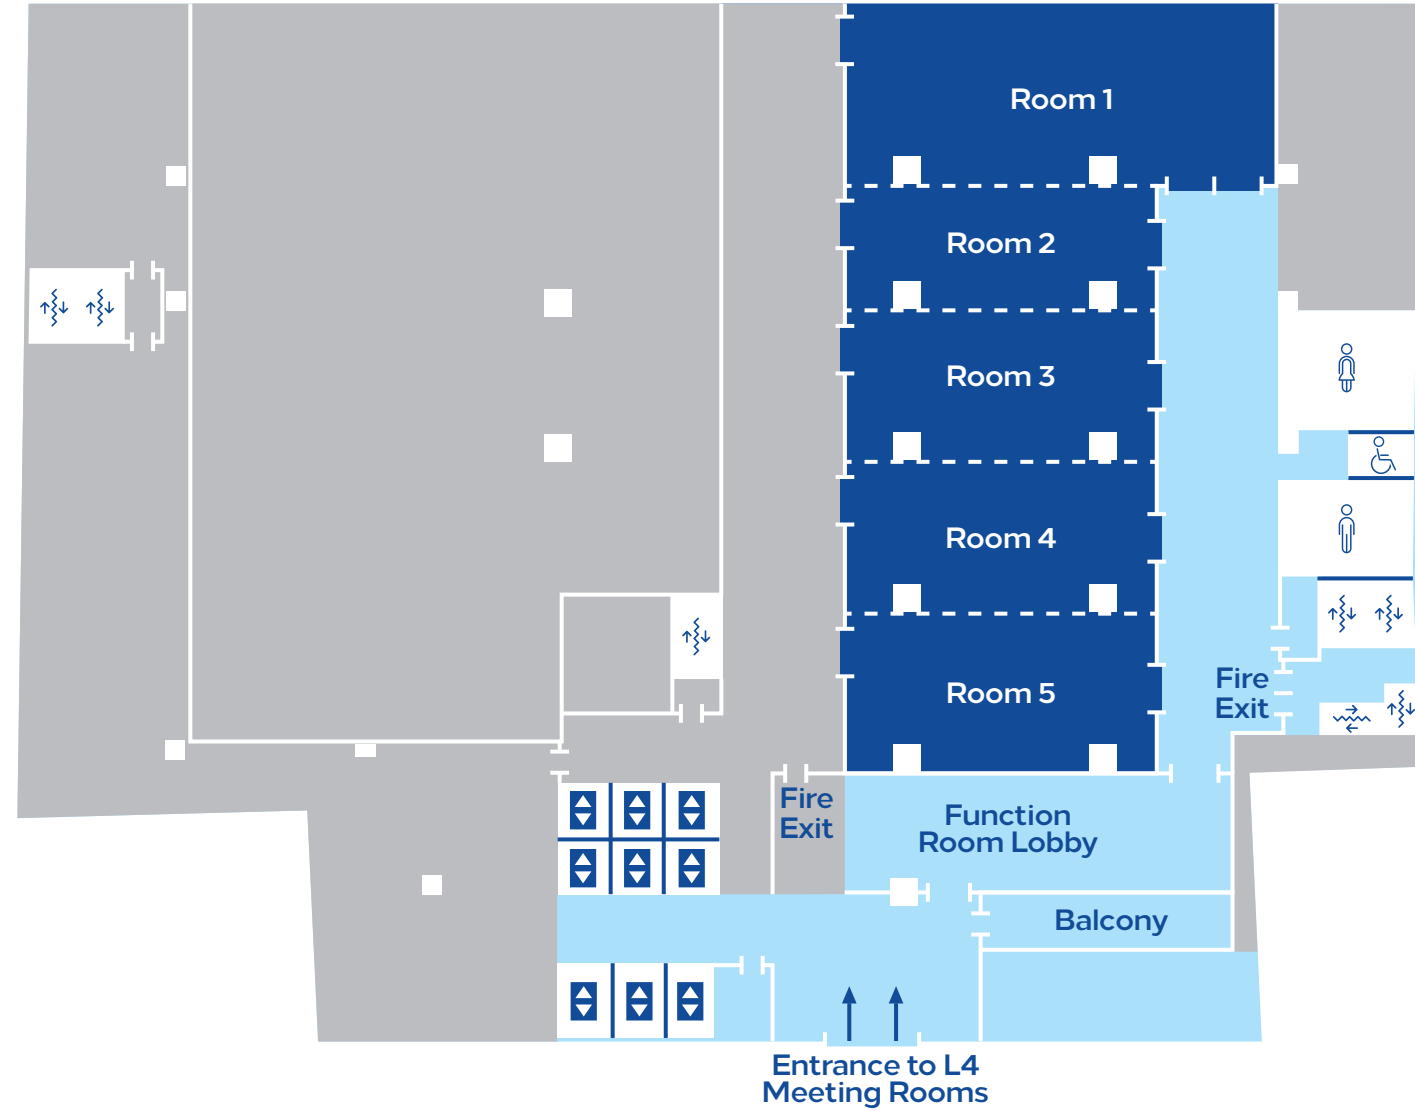 Room 1
Room 2
Room 3
Room 4
Room 5
Fire
Exit
Fire
Exit
Function
Room Lobby
Balcony
Entrance to L4
Meeting Rooms